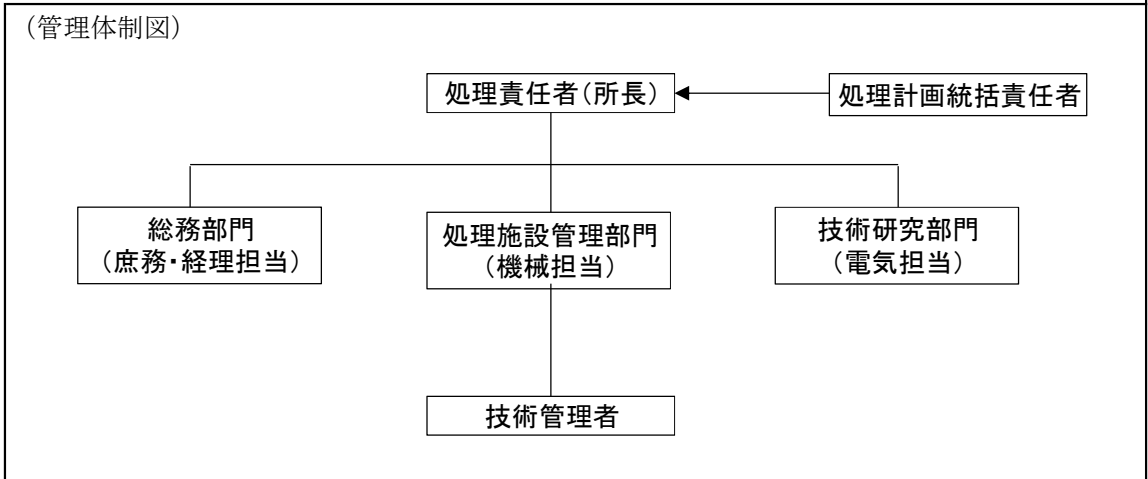 （管理体制図）
処理責任者（所長）
処理計画統括責任者
総務部門
（庶務・経理担当）
処理施設管理部門
（機械担当）
技術研究部門
（電気担当）
技術管理者